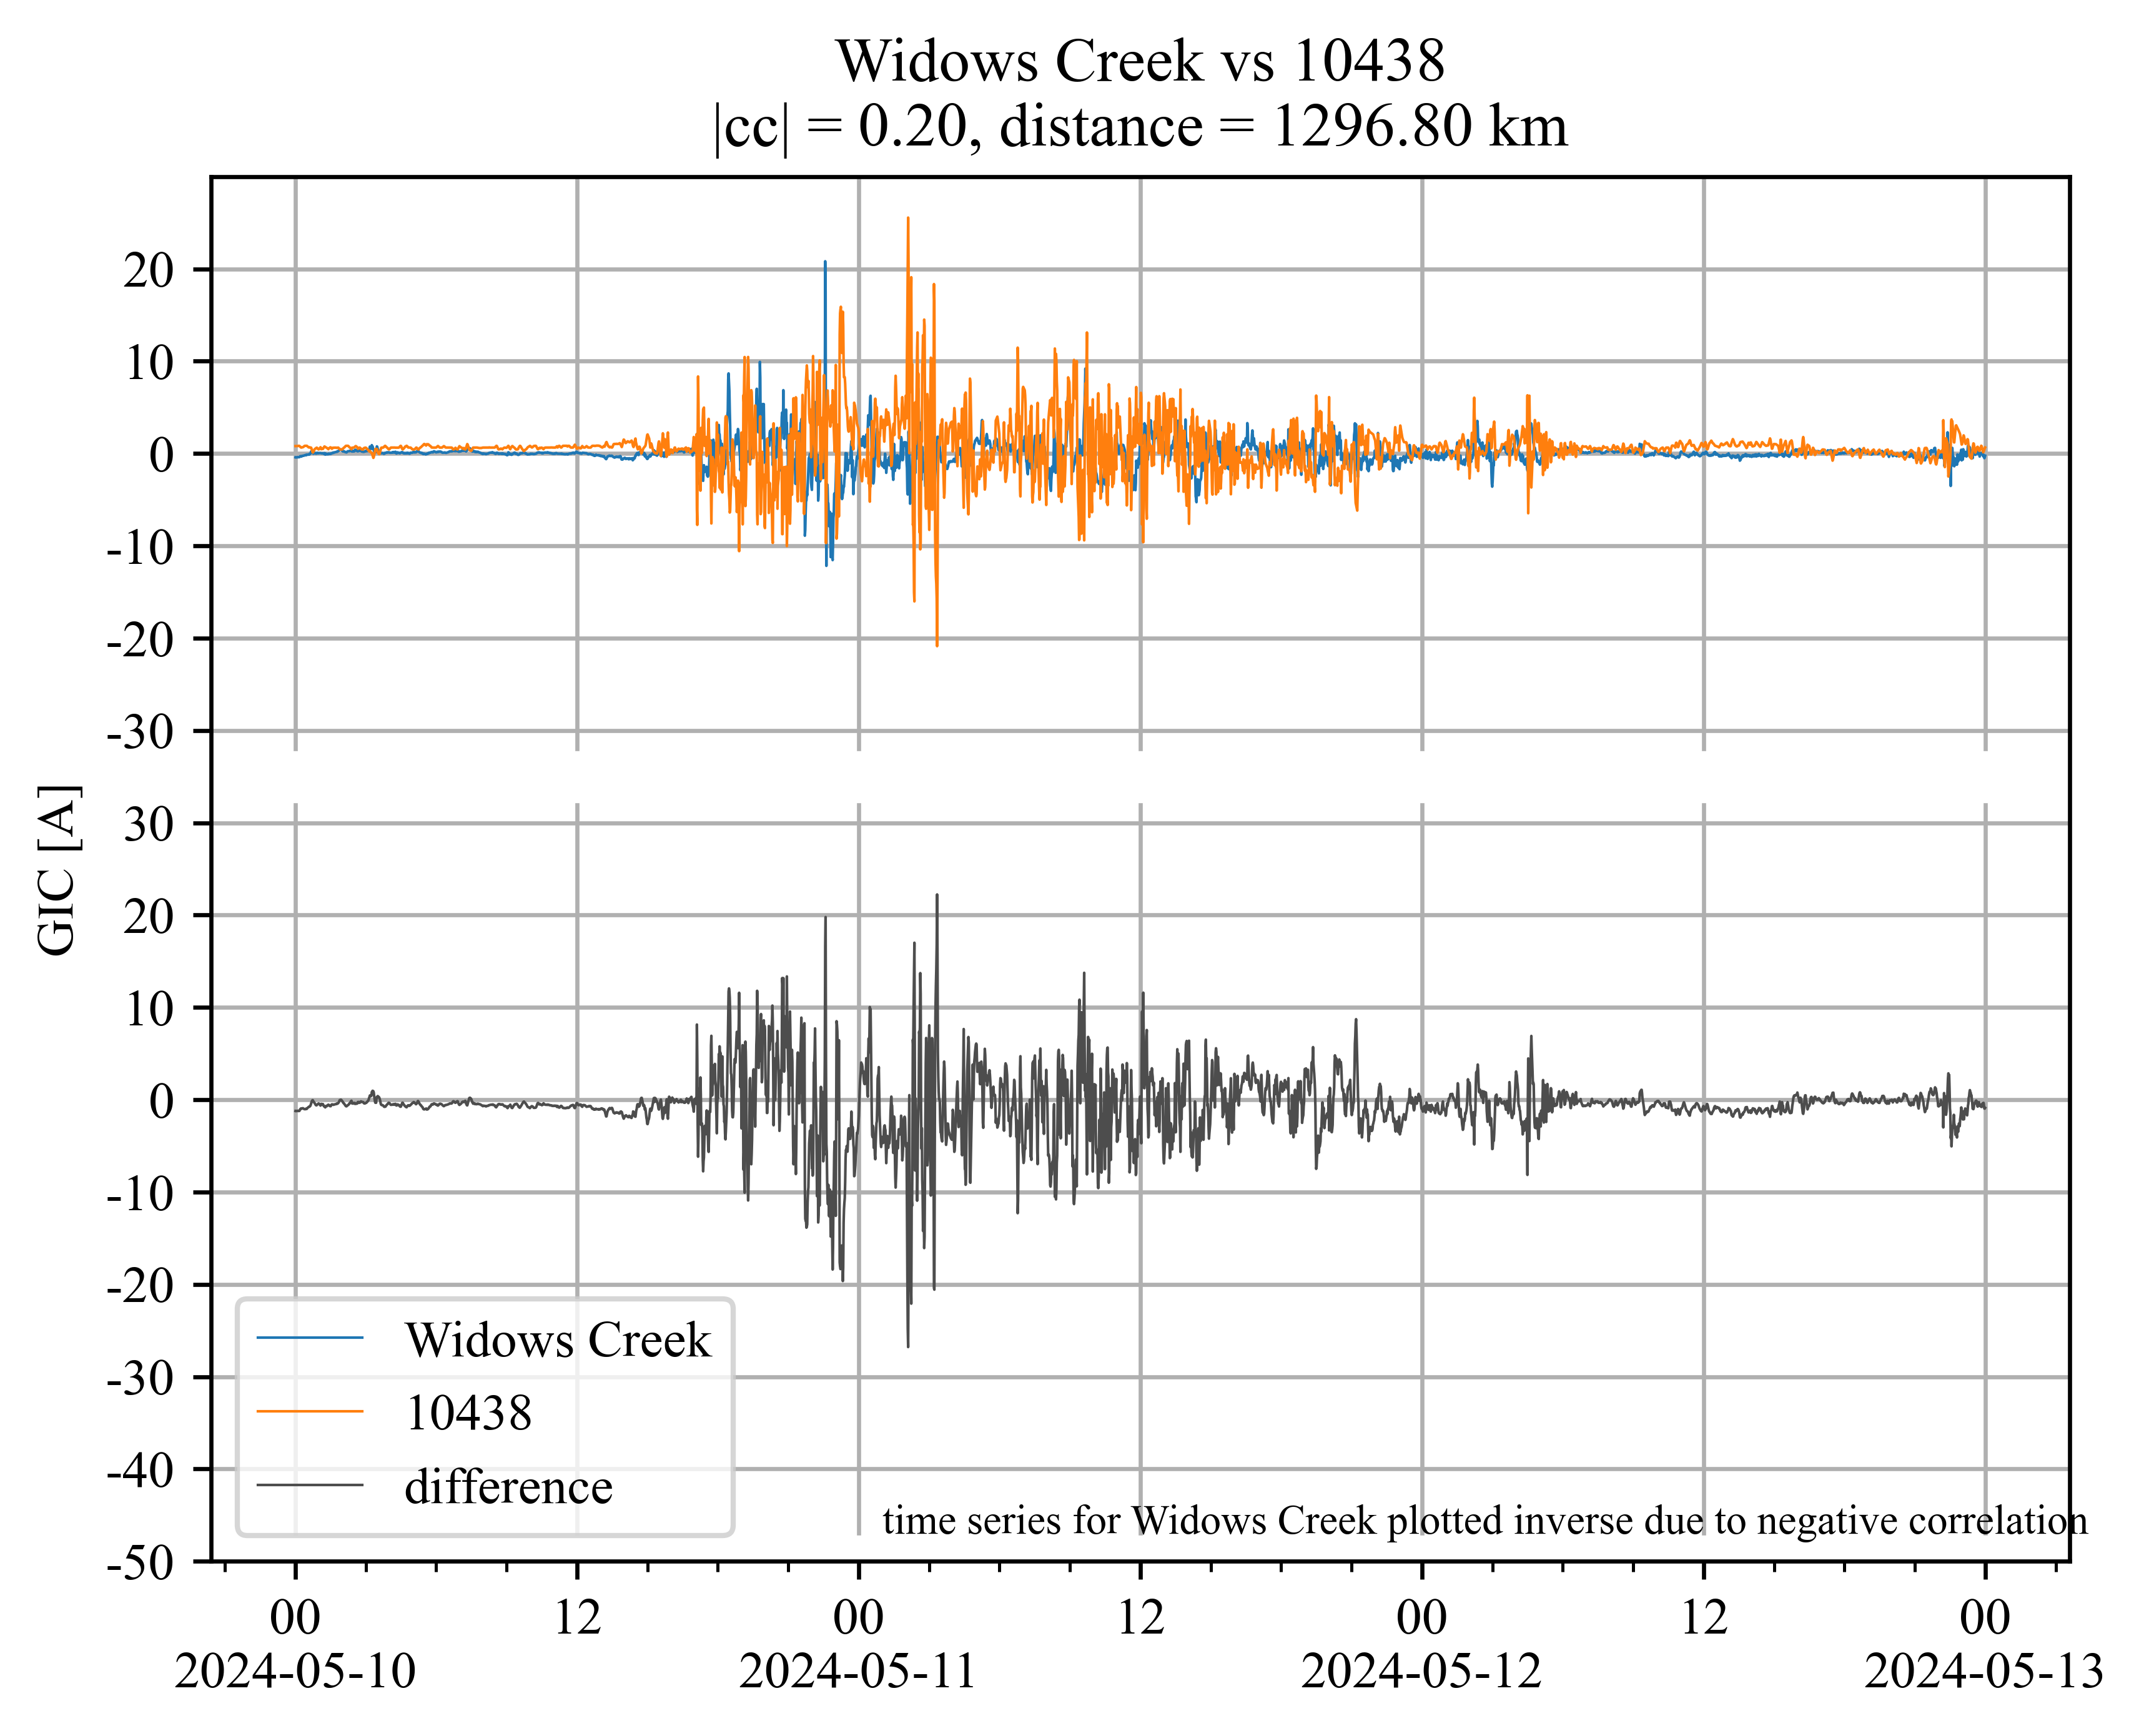 Widows Creek vs 10438
|cc| = 0.20, distance = 1296.80 km
GIC [A]
20
10
0
-10
-20
-30
30
20
10
0
-10
-20
-30
-40
-50
Widows Creek
10438
difference
time series for Widows Creek plotted inverse due to negative correlation
00 12 00 12 00 12 00
2024-05-10 2024-05-11 2024-05-12 2024-05-13